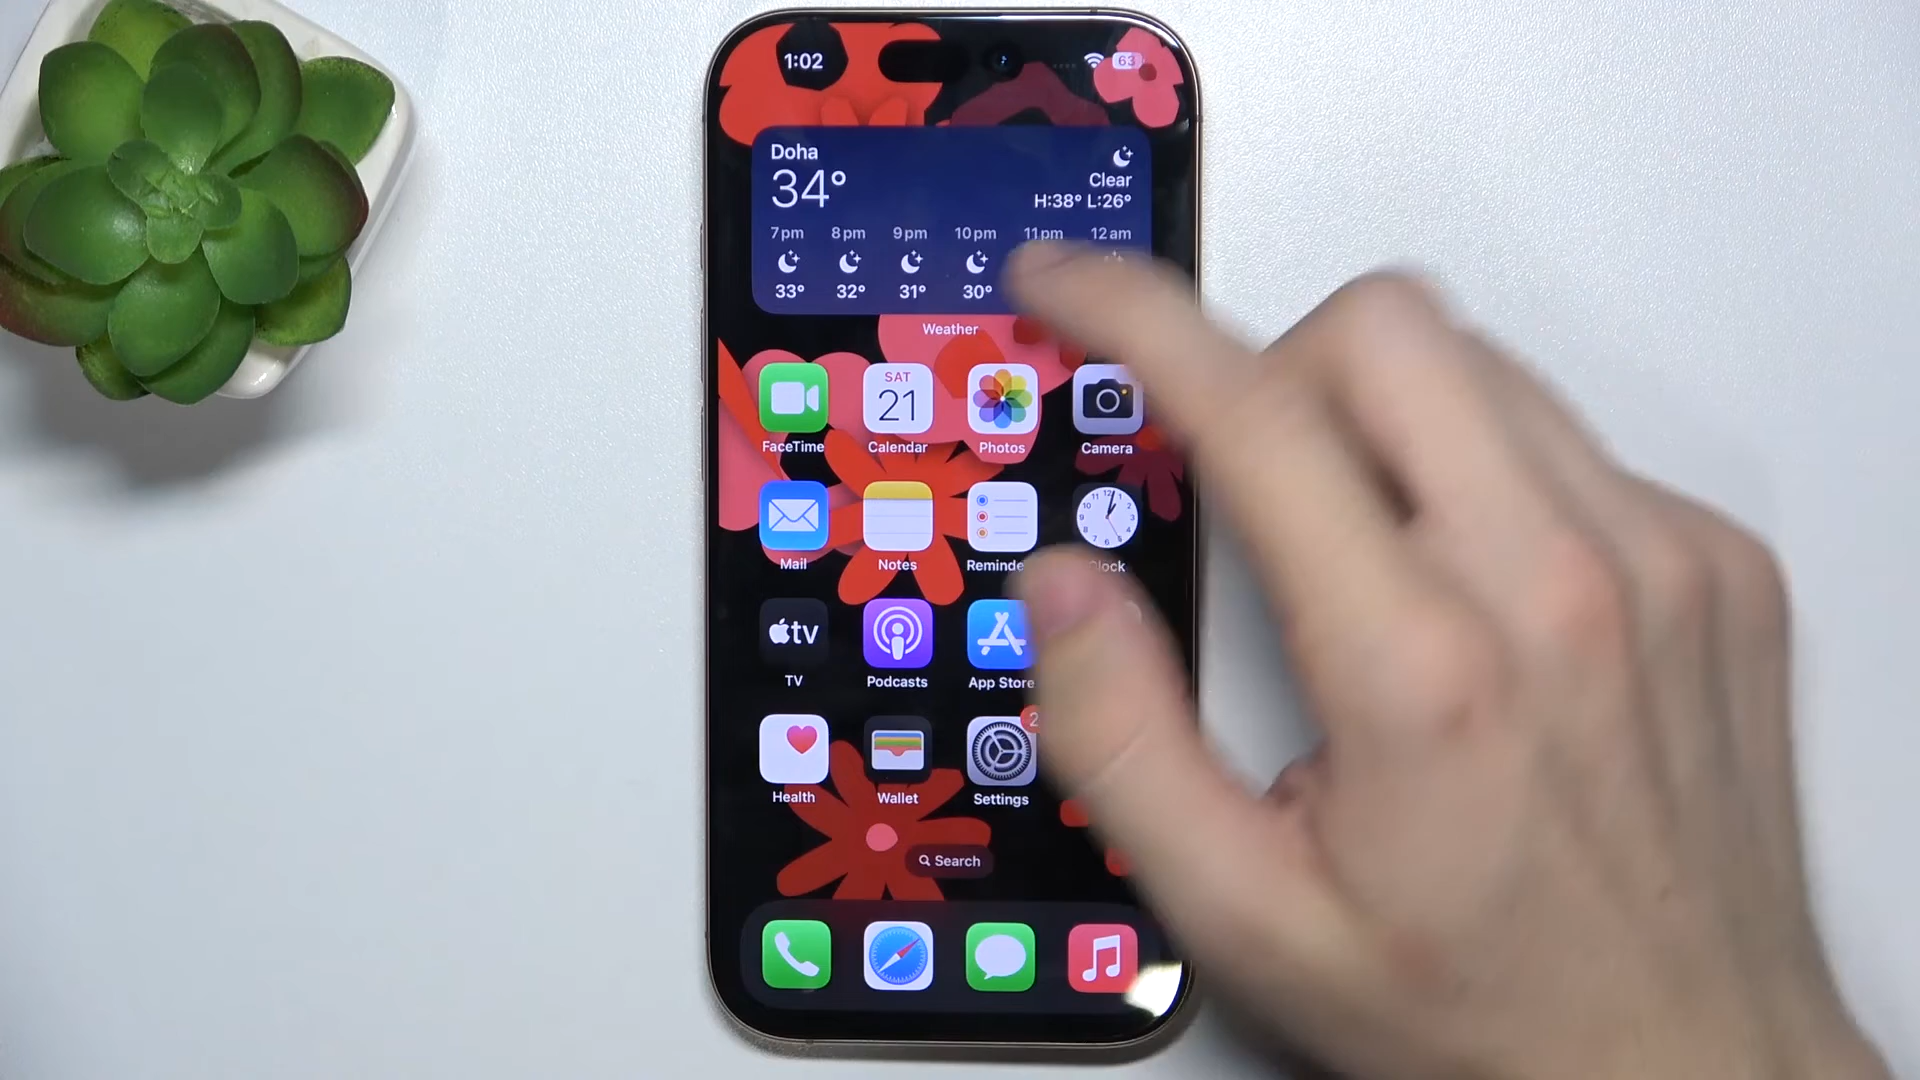 1:02
63
Doha
34°
Clear
H:38° L:26°
7pm 8pm 9pm 10pm 11pm 12am
33° 32° 31° 30°
Weather
SAT
21
FaceTime Calendar Photos Camera
Mail Notes
tv
TV Podcasts App Store
2
Health Wallet Settings
Search